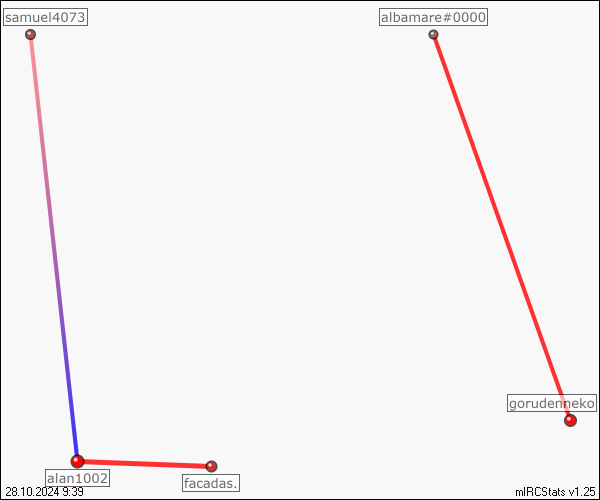 samuel4073
albamare#0000
gorudenneko
alan1002
facadas.
28.10.2024 9:39
mIRCStats v1.25